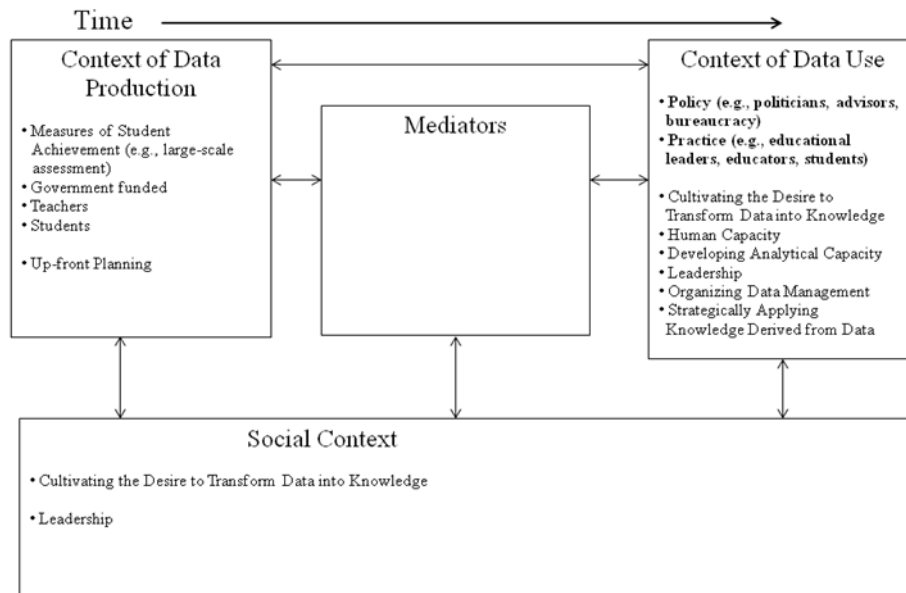 Time
Context of Data
Production
• Measures of Student
Achievement (e.g., large-scale
assessment)
• Government funded
• Teachers
• Students
• Up-front Planning
Mediators
Context of Data Use
• Policy (e.g., politicians, advisors,
bureaucracy)
• Practice (e.g., educational
leaders, educators, students)
• Cultivating the Desire to
Transform Data into Knowledge
• Human Capacity
• Developing Analytical Capacity
• Leadership
• Organizing Data Management
• Strategically Applying
Knowledge Derived from Data
Social Context
• Cultivating the Desire to Transform Data into Knowledge
• Leadership